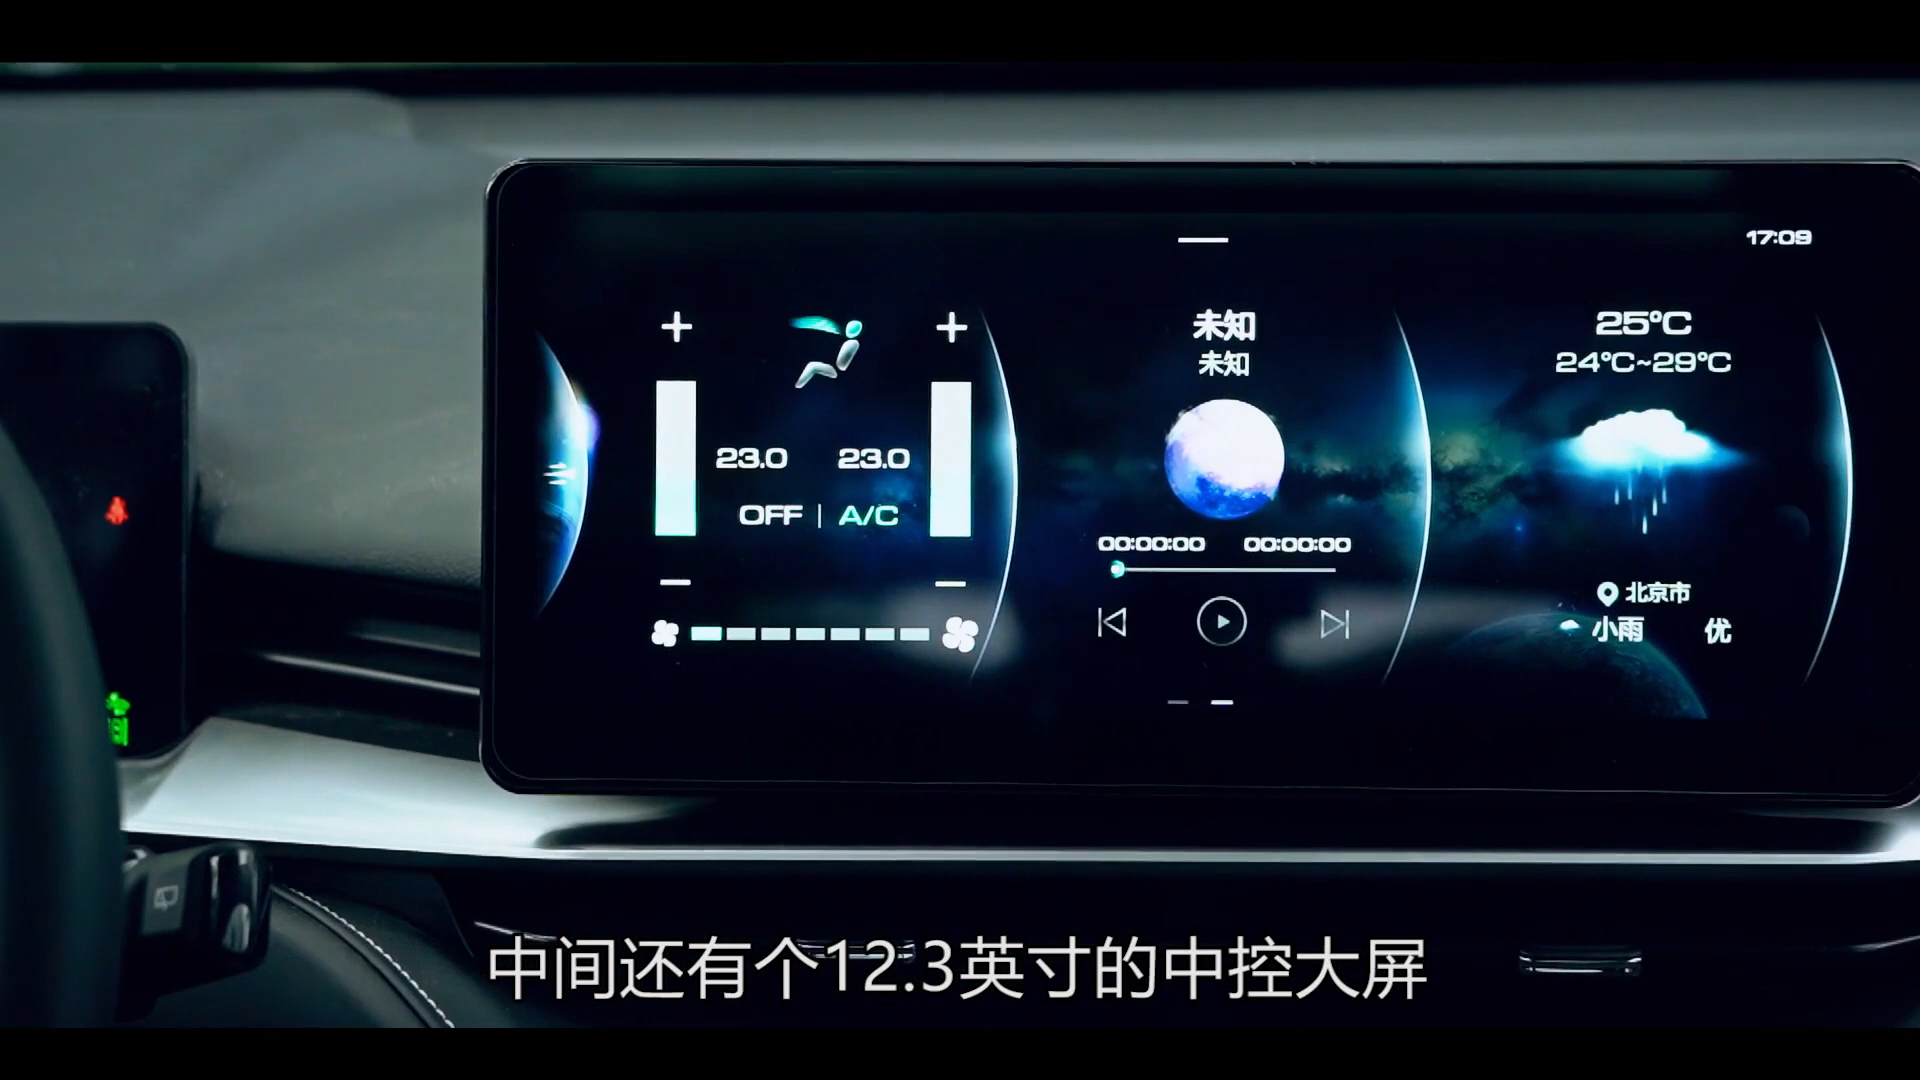 17:09
23.0 23.0
OFF | A/C
未知
未知
00:00:00 00:00:00
25°C
24°C~29°C
北京市
小雨 优
中间还有个12.3英寸的中控大屏